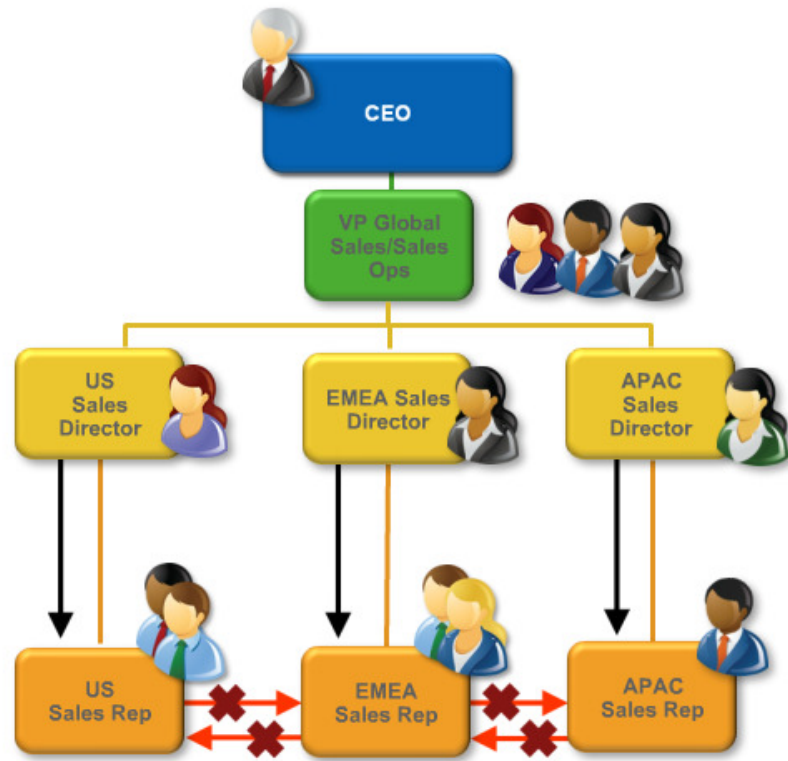 CEO
VP Global
Sales/Sales
Ops
US
Sales
Director
EMEA Sales
Director
APAC
Sales
Director
US
Sales Rep
EMEA
Sales Rep
APAC
Sales Rep